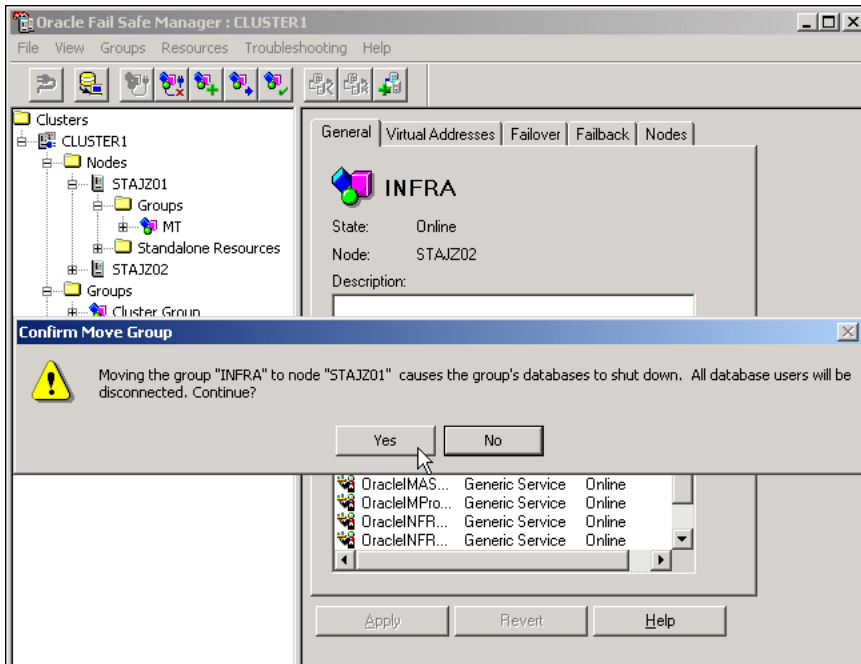 Oracle Fail Safe Manager : CLUSTER1
File View Groups Resources Troubleshooting Help
Clusters
CLUSTER1
Nodes
STAJZ01
Groups
MT
Standalone Resources
STAJZ02
Groups
Cluster Group
General Virtual Addresses Failover Failback Nodes
INFRA
State: Online
Node: STAJZ02
Description:
Confirm Move Group
Moving the group "INFRA" to node "STAJZ01" causes the group's databases to shut down. All database users will be
disconnected. Continue?
Yes No
OracleIMAS... Generic Service Online
OracleIMPro... Generic Service Online
OracleINFR... Generic Service Online
OracleINFR... Generic Service Online
Apply Revert Help